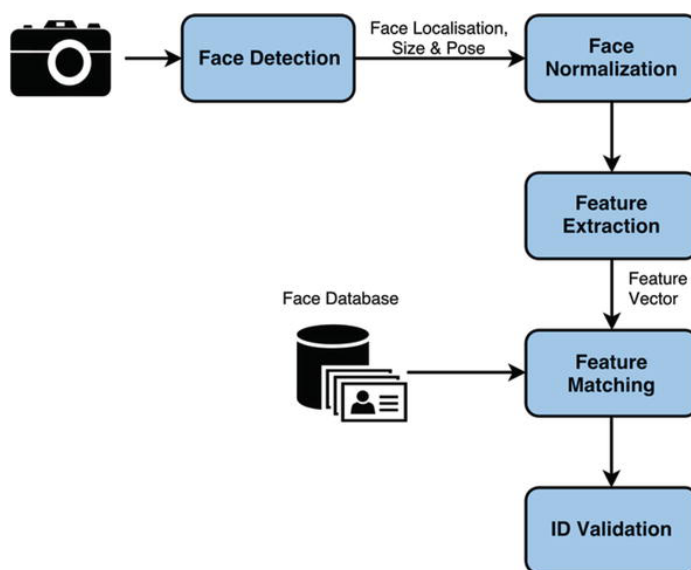 Face Detection
Face Localisation,
Size & Pose
Face
Normalization
Feature
Extraction
Feature
Vector
Face Database
Feature
Matching
ID Validation